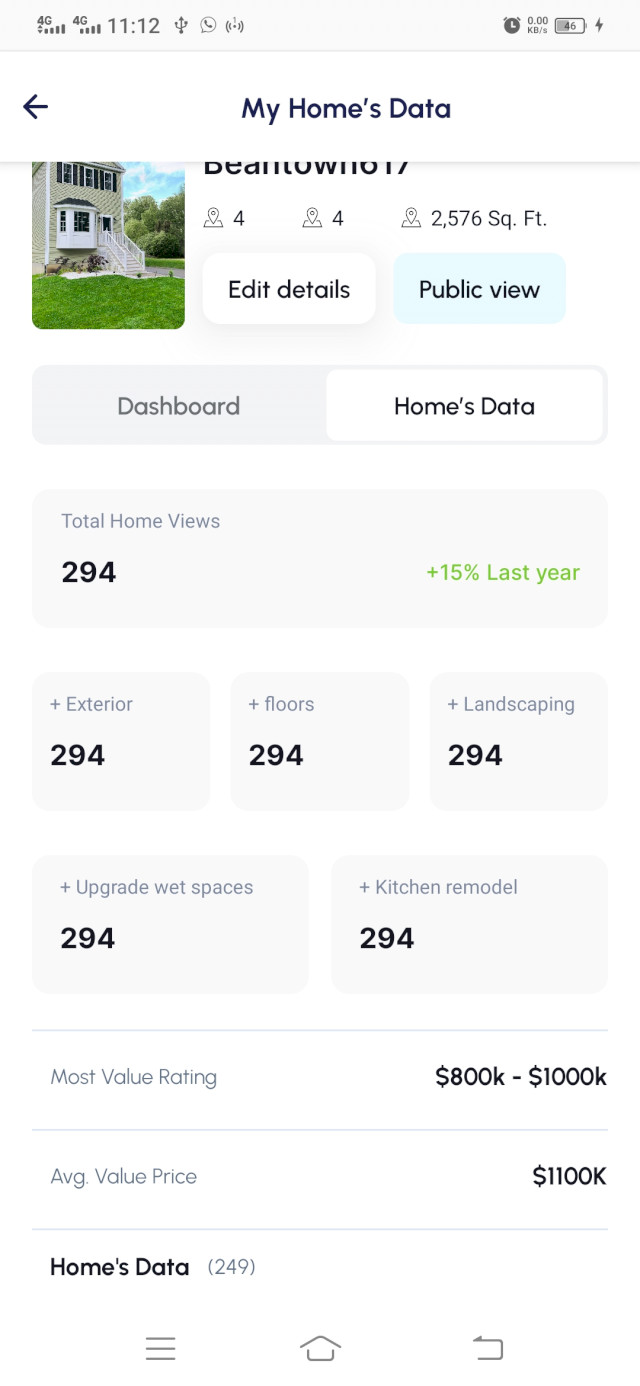 4G 4G 11:12 0.00 KB/s 46
My Home's Data
Beantown617
4 4 2,576 Sq. Ft.
Edit details Public view
Dashboard Home's Data
Total Home Views
294 +15% Last year
+ Exterior + floors + Landscaping
294 294 294
+ Upgrade wet spaces + Kitchen remodel
294 294
Most Value Rating $800k - $1000k
Avg. Value Price $1100K
Home's Data (249)